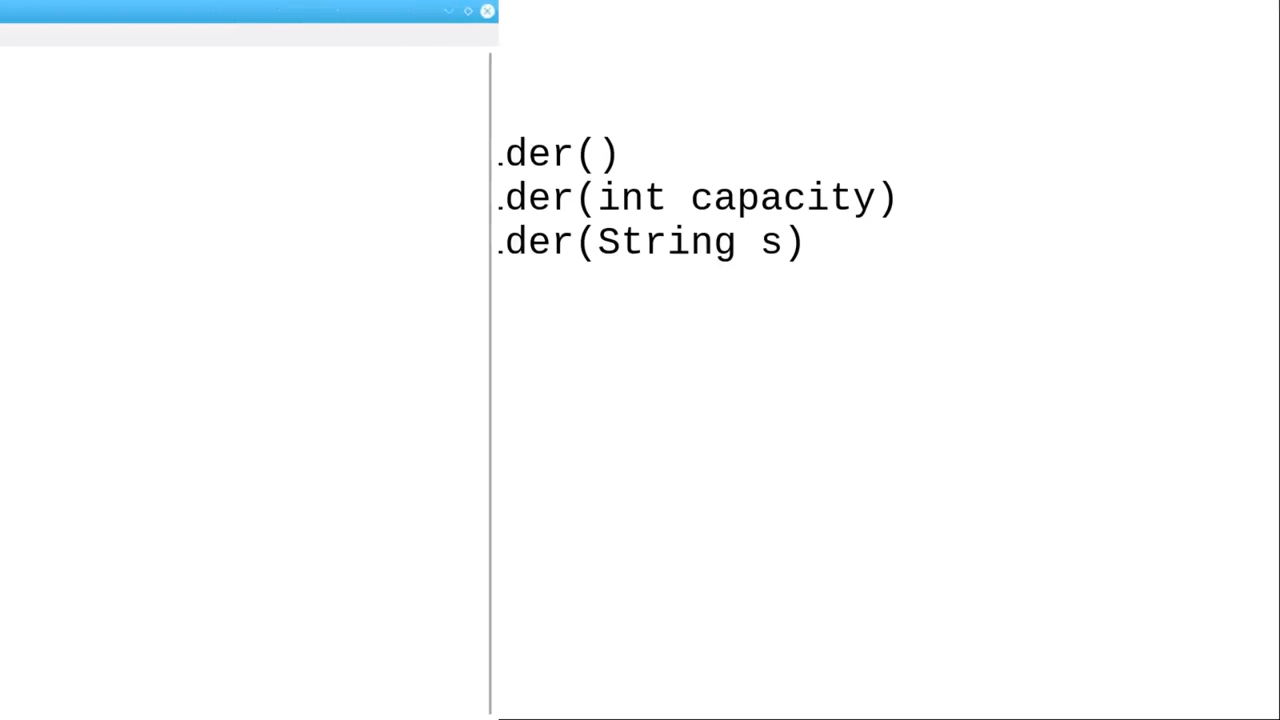 der()
der(int capacity)
der(String s)